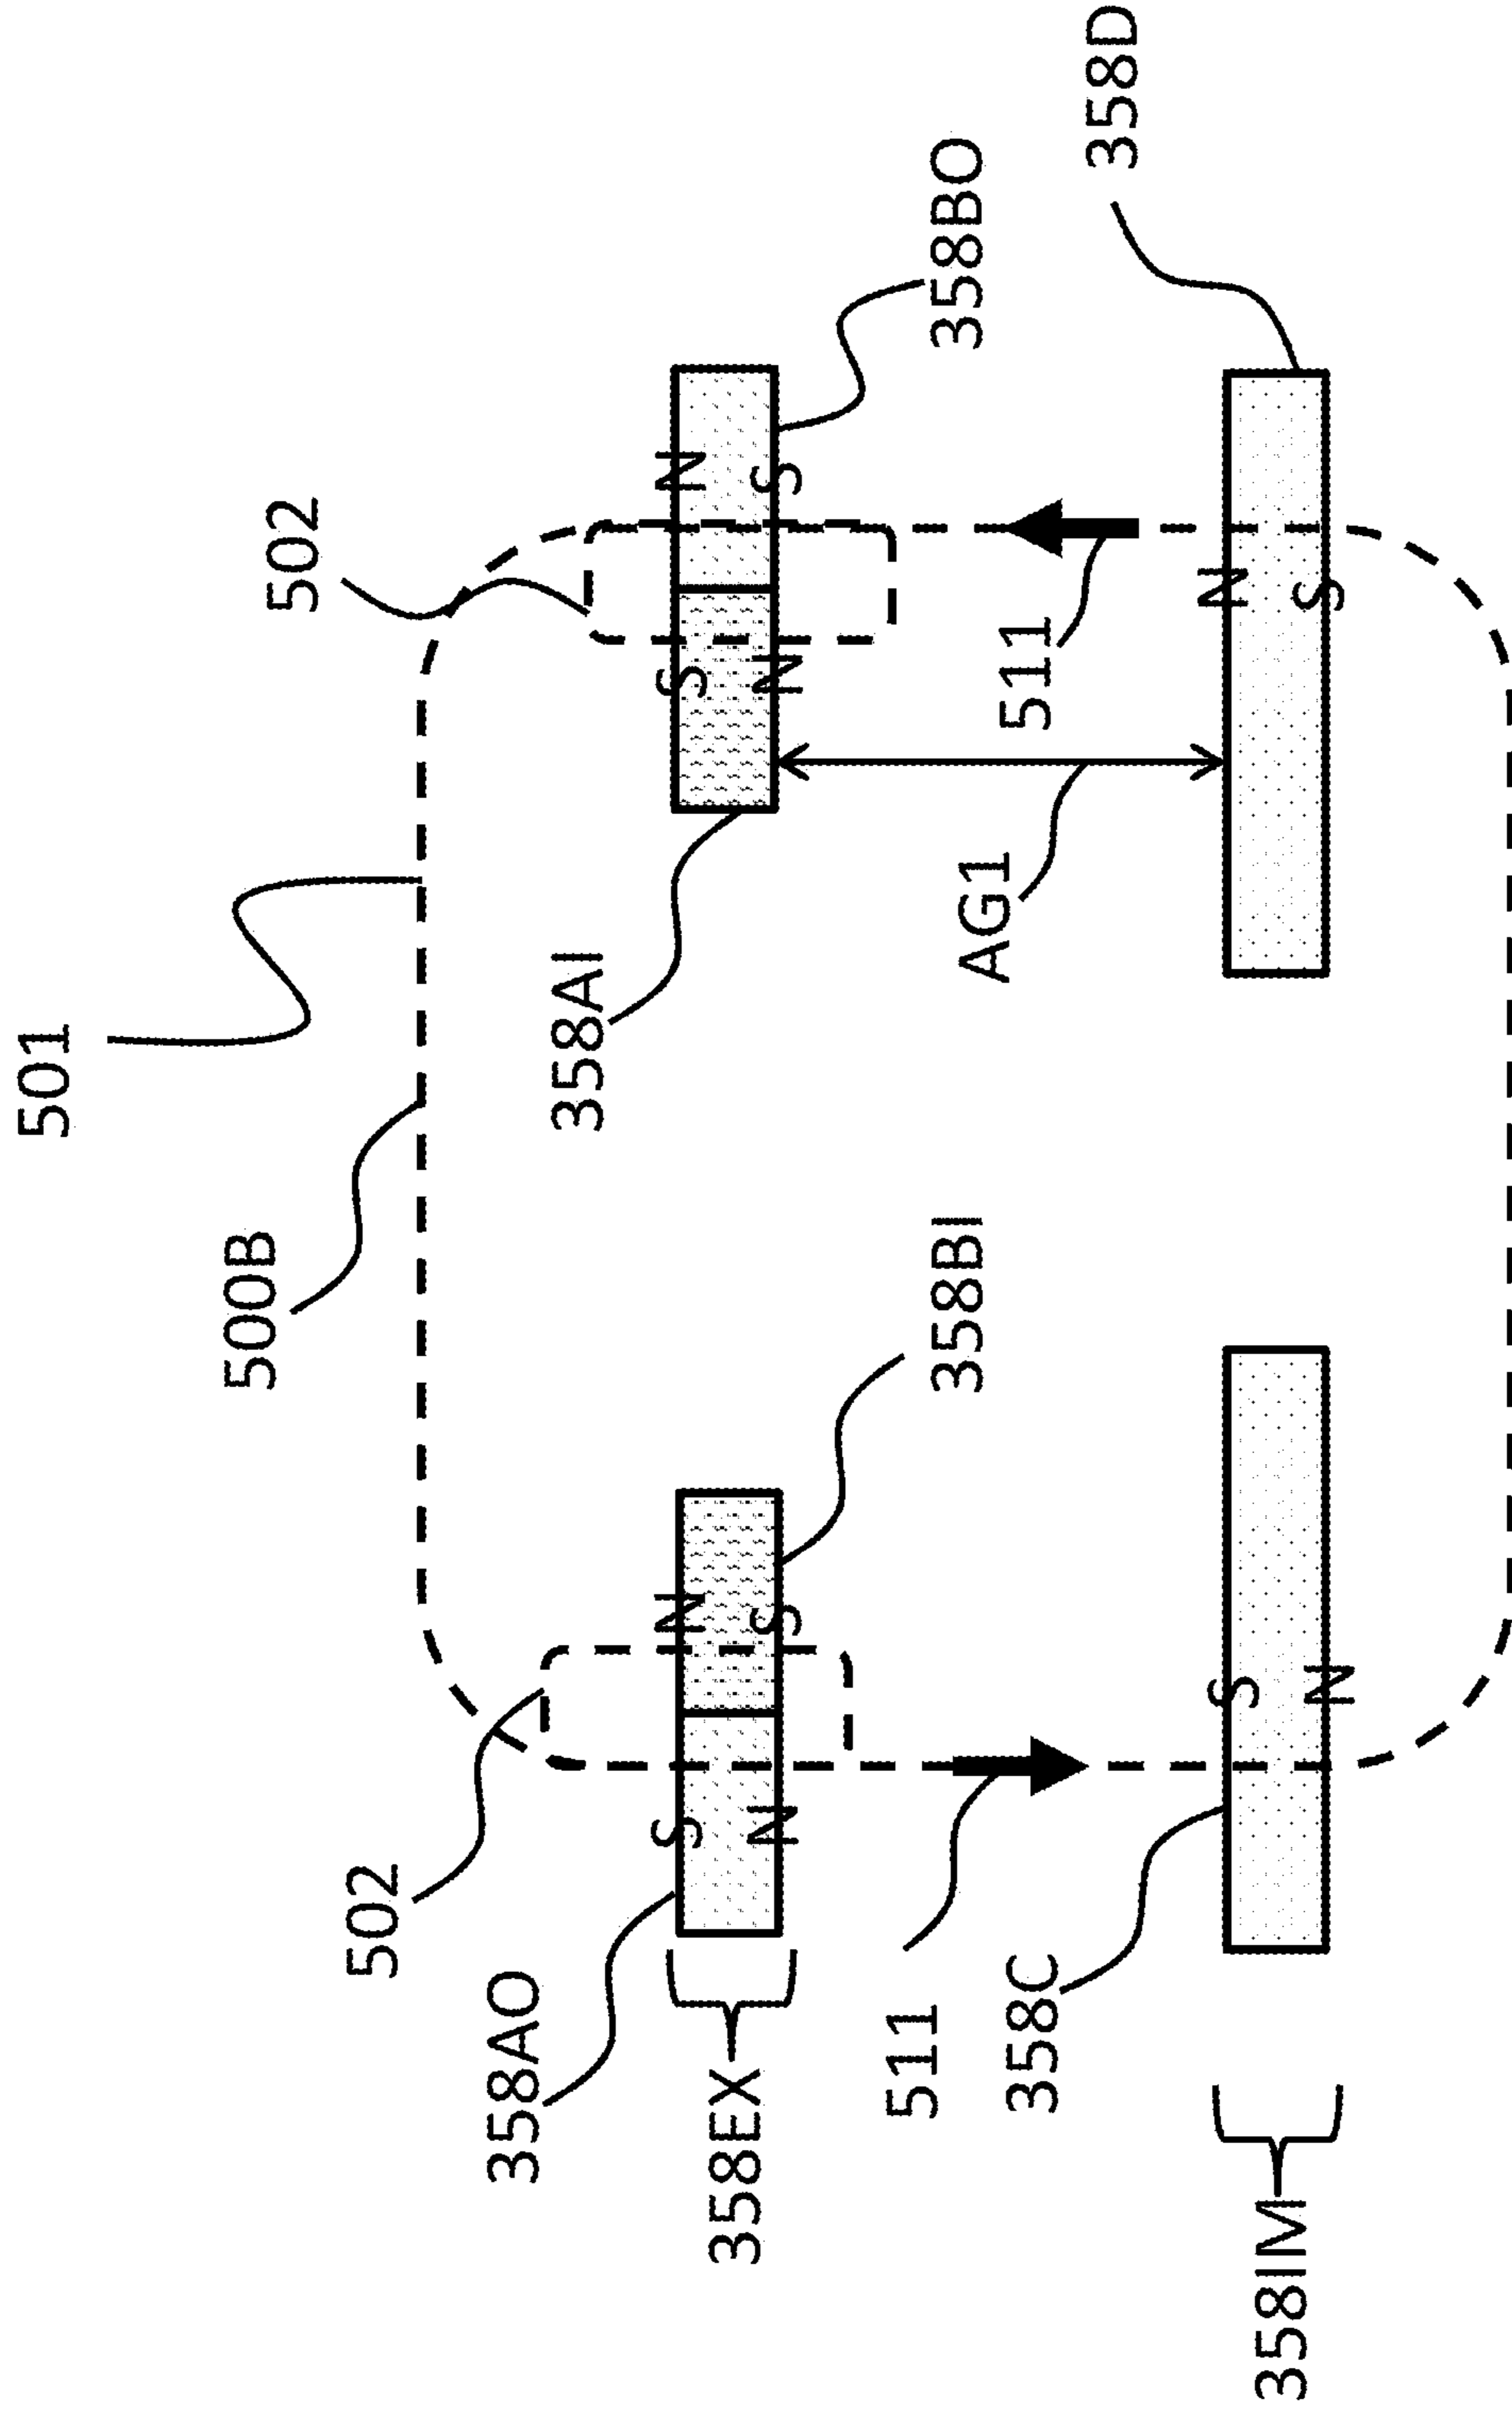 501
500B
502
502
358AO
358AI
S N S N
358EX
N S N S
511
358BI
358BO
AG1
511
358C
358D
S N
358IM
N S